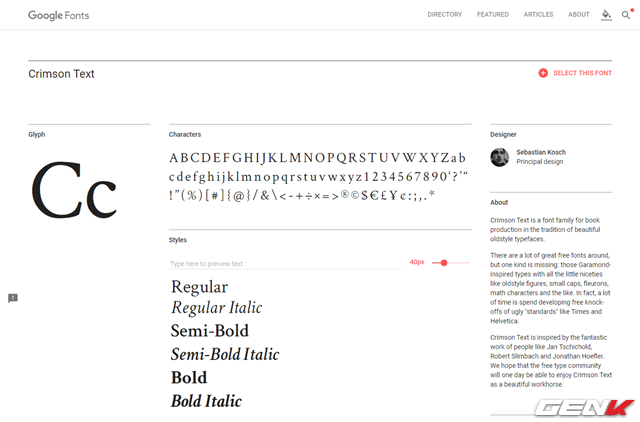 Google Fonts
DIRECTORY FEATURED ARTICLES ABOUT
Crimson Text
SELECT THIS FONT
Glyph
Cc
Characters
ABCDEFGHIJKLMNOPQRSTUVWXYZab
cdefghijklmnopqrstuvwxyz1234567890‘?’“
!”(%)[#]{@}/&\<-+÷×=>®©$€£¥¢:;,.*
Styles
Type here to preview text
40px
Regular
Regular Italic
Semi-Bold
Semi-Bold Italic
Bold
Bold Italic
Designer
Sebastian Kosch
Principal design
About
Crimson Text is a font family for book
production in the tradition of beautiful
oldstyle typefaces.
There are a lot of great free fonts around,
but one kind is missing: those Garamond-
inspired types with all the little niceties
like oldstyle figures, small caps, fleurons,
math characters and the like. In fact, a lot
of time is spend developing free knock-
offs of ugly "standards" like Times and
Helvetica.
Crimson Text is inspired by the fantastic
work of people like Jan Tschichold,
Robert Slimbach and Jonathan Hoefler.
We hope that the free type community
will one day be able to enjoy Crimson Text
as a beautiful workhorse.
GENK